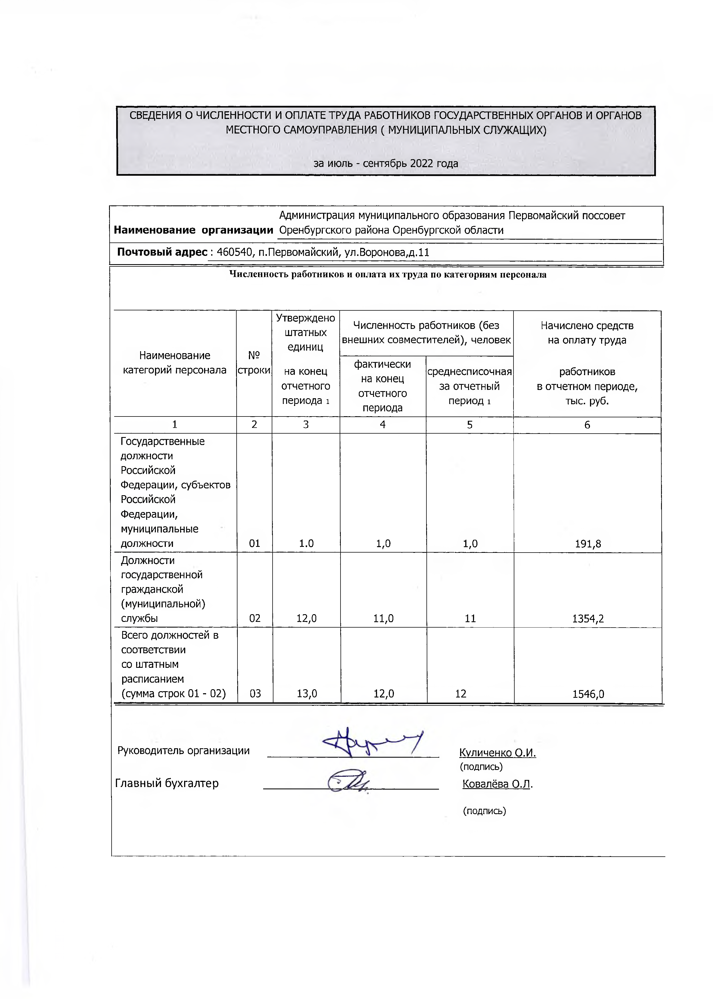 СВЕДЕНИЯ О ЧИСЛЕННОСТИ И ОПЛАТЕ ТРУДА РАБОТНИКОВ ГОСУДАРСТВЕННЫХ ОРГАНОВ И ОРГАНОВ
МЕСТНОГО САМОУПРАВЛЕНИЯ ( МУНИЦИПАЛЬНЫХ СЛУЖАЩИХ)
за июль - сентябрь 2022 года
Администрация муниципального образования Первомайский поссовет
Наименование организации Оренбургского района Оренбургской области
Почтовый адрес : 460540, п.Первомайский, ул.Воронова,д.11
Численность работников и оплата их труда по категориям персонала
Наименование
категорий персонала
№
строки
Утверждено
штатных
единиц
на конец
отчетного
периода 1
Численность работников (без
внешних совместителей), человек
фактически
на конец
отчетного
периода
среднесписочная
за отчетный
период 1
Начислено средств
на оплату труда
работников
в отчетном периоде,
тыс. руб.
1 2 3 4 5 6
Государственные
должности
Российской
Федерации, субъектов
Российской
Федерации,
муниципальные
должности 01 1.0 1,0 1,0 191,8
Должности
государственной
гражданской
(муниципальной)
службы 02 12,0 11,0 11 1354,2
Всего должностей в
соответствии
со штатным
расписанием
(сумма строк 01 - 02) 03 13,0 12,0 12 1546,0
Руководитель организации Куличенко О.И.
(подпись)
Главный бухгалтер Ковалёва О.Л.
(подпись)